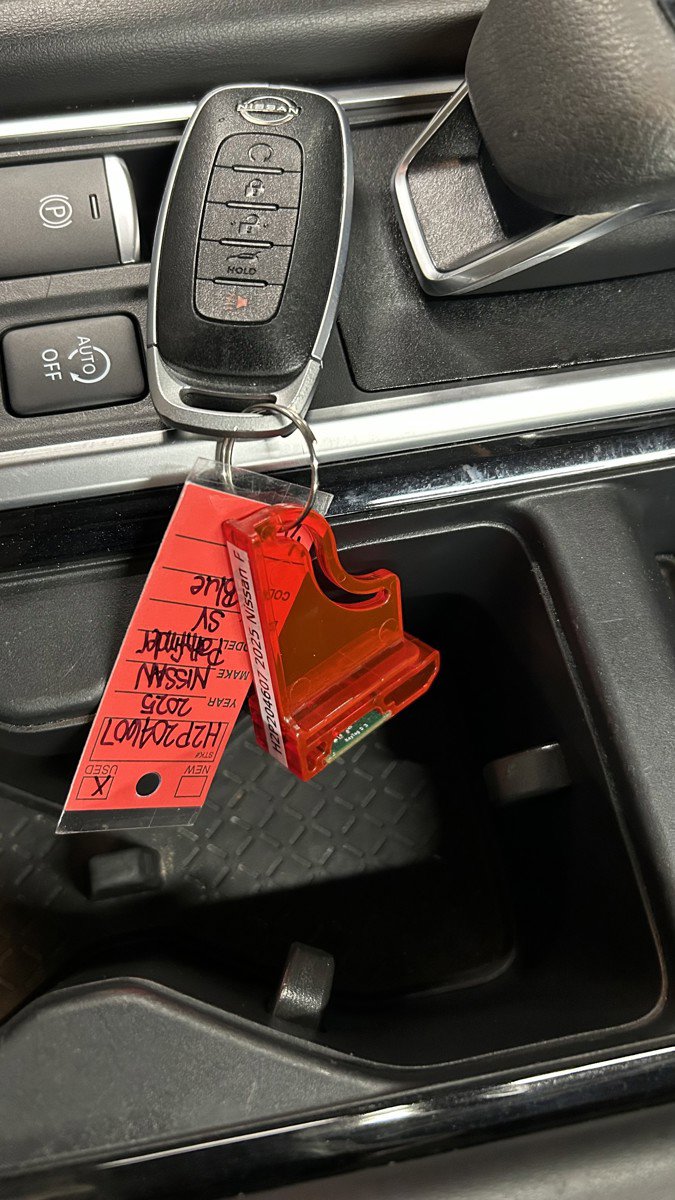 NISSAN
HOLD
P
AUTO
OFF
NEW
USED X
STK#
H2P204607
YEAR 2025
MAKE NISSAN
MODEL Pathfinder
SV
Blue
H2P204607 2025 Nissan F